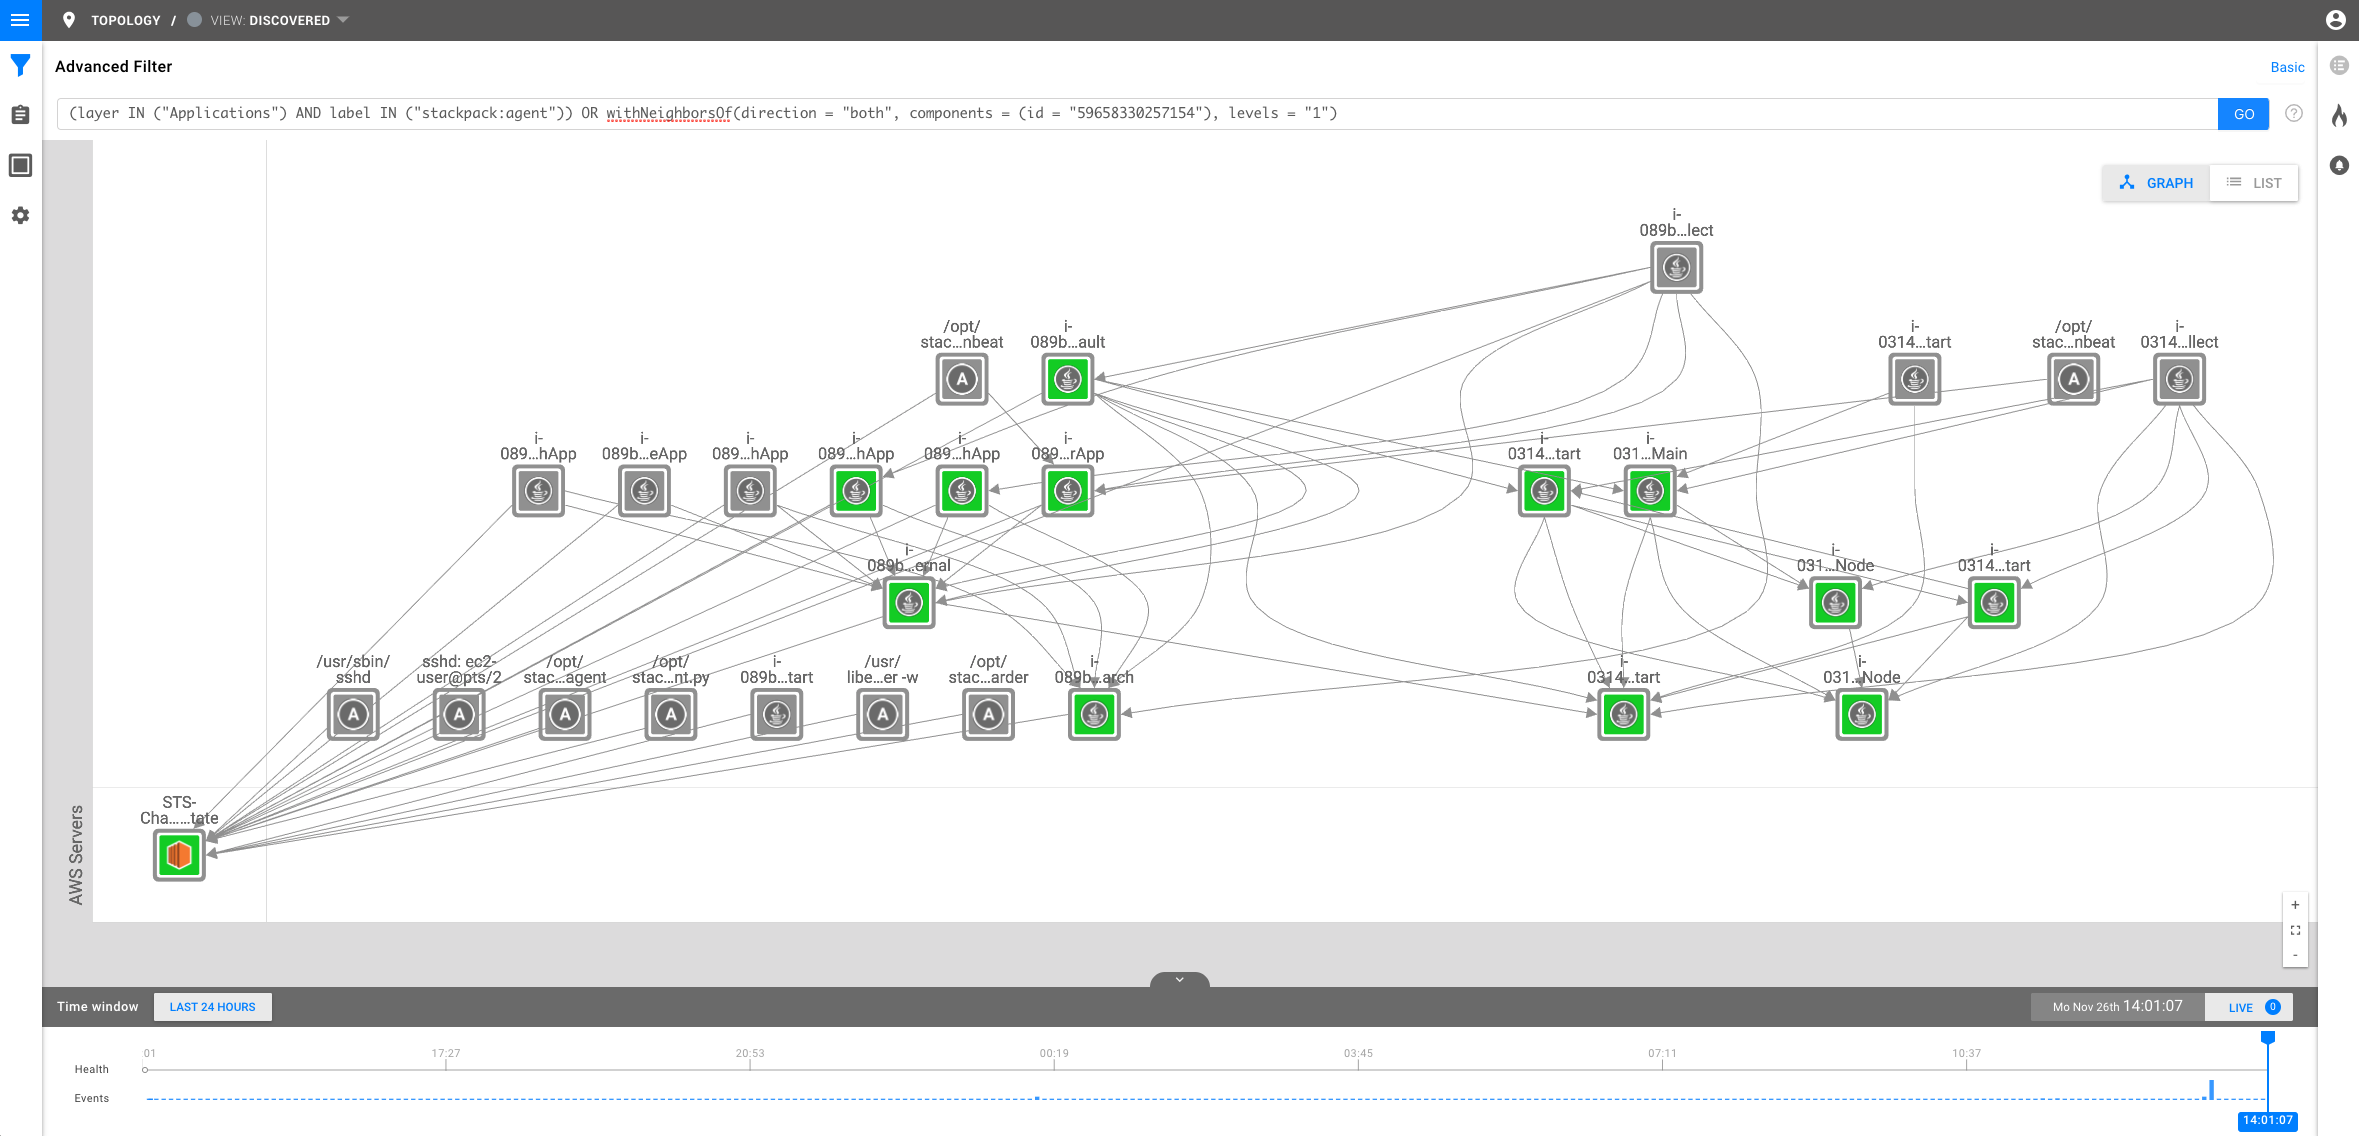 TOPOLOGY / VIEW: DISCOVERED
Advanced Filter
Basic
(layer IN ("Applications") AND label IN ("stackpack:agent")) OR withNeighborsOf(direction = "both", components = (id = "59658330257154"), levels = "1")
GO
?
GRAPH
LIST
i-
089b...lect
/opt/
stac...nbeat
i-
089b...ault
i-
0314...tart
/opt/
stac...nbeat
i-
0314...llect
i-
089...hApp
i-
089b...eApp
i-
089...hApp
i-
089...hApp
i-
089...hApp
i-
089...rApp
i-
0314...tart
i-
031...Main
i-
089b...ernal
i-
031...Node
i-
0314...tart
/usr/sbin/
sshd
sshd: ec2-
user@pts/2
/opt/
stac...agent
/opt/
stac...nt.py
i-
089b...tart
/usr/
libe...er -w
/opt/
stac...arder
i-
089b...arch
i-
0314...tart
i-
031...Node
A
A
A
A
A
A
A
A
STS-
Cha......tate
AWS Servers
+
-
Time window
LAST 24 HOURS
Mo Nov 26th 14:01:07
LIVE 0
01
17:27
20:53
00:19
03:45
07:11
10:37
Health
Events
14:01:07